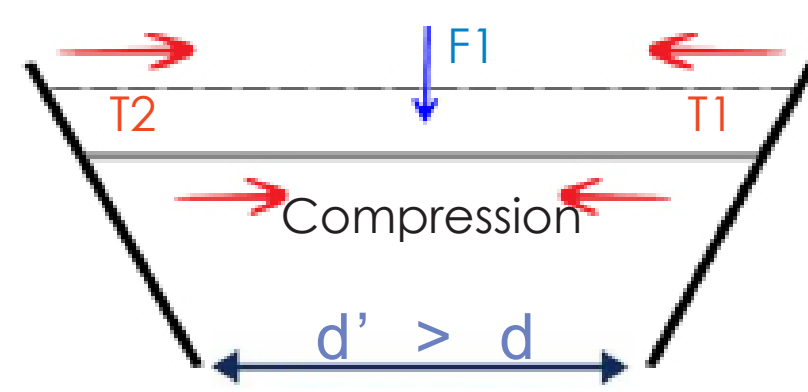 F1
T2 T1
Compression
d’ > d